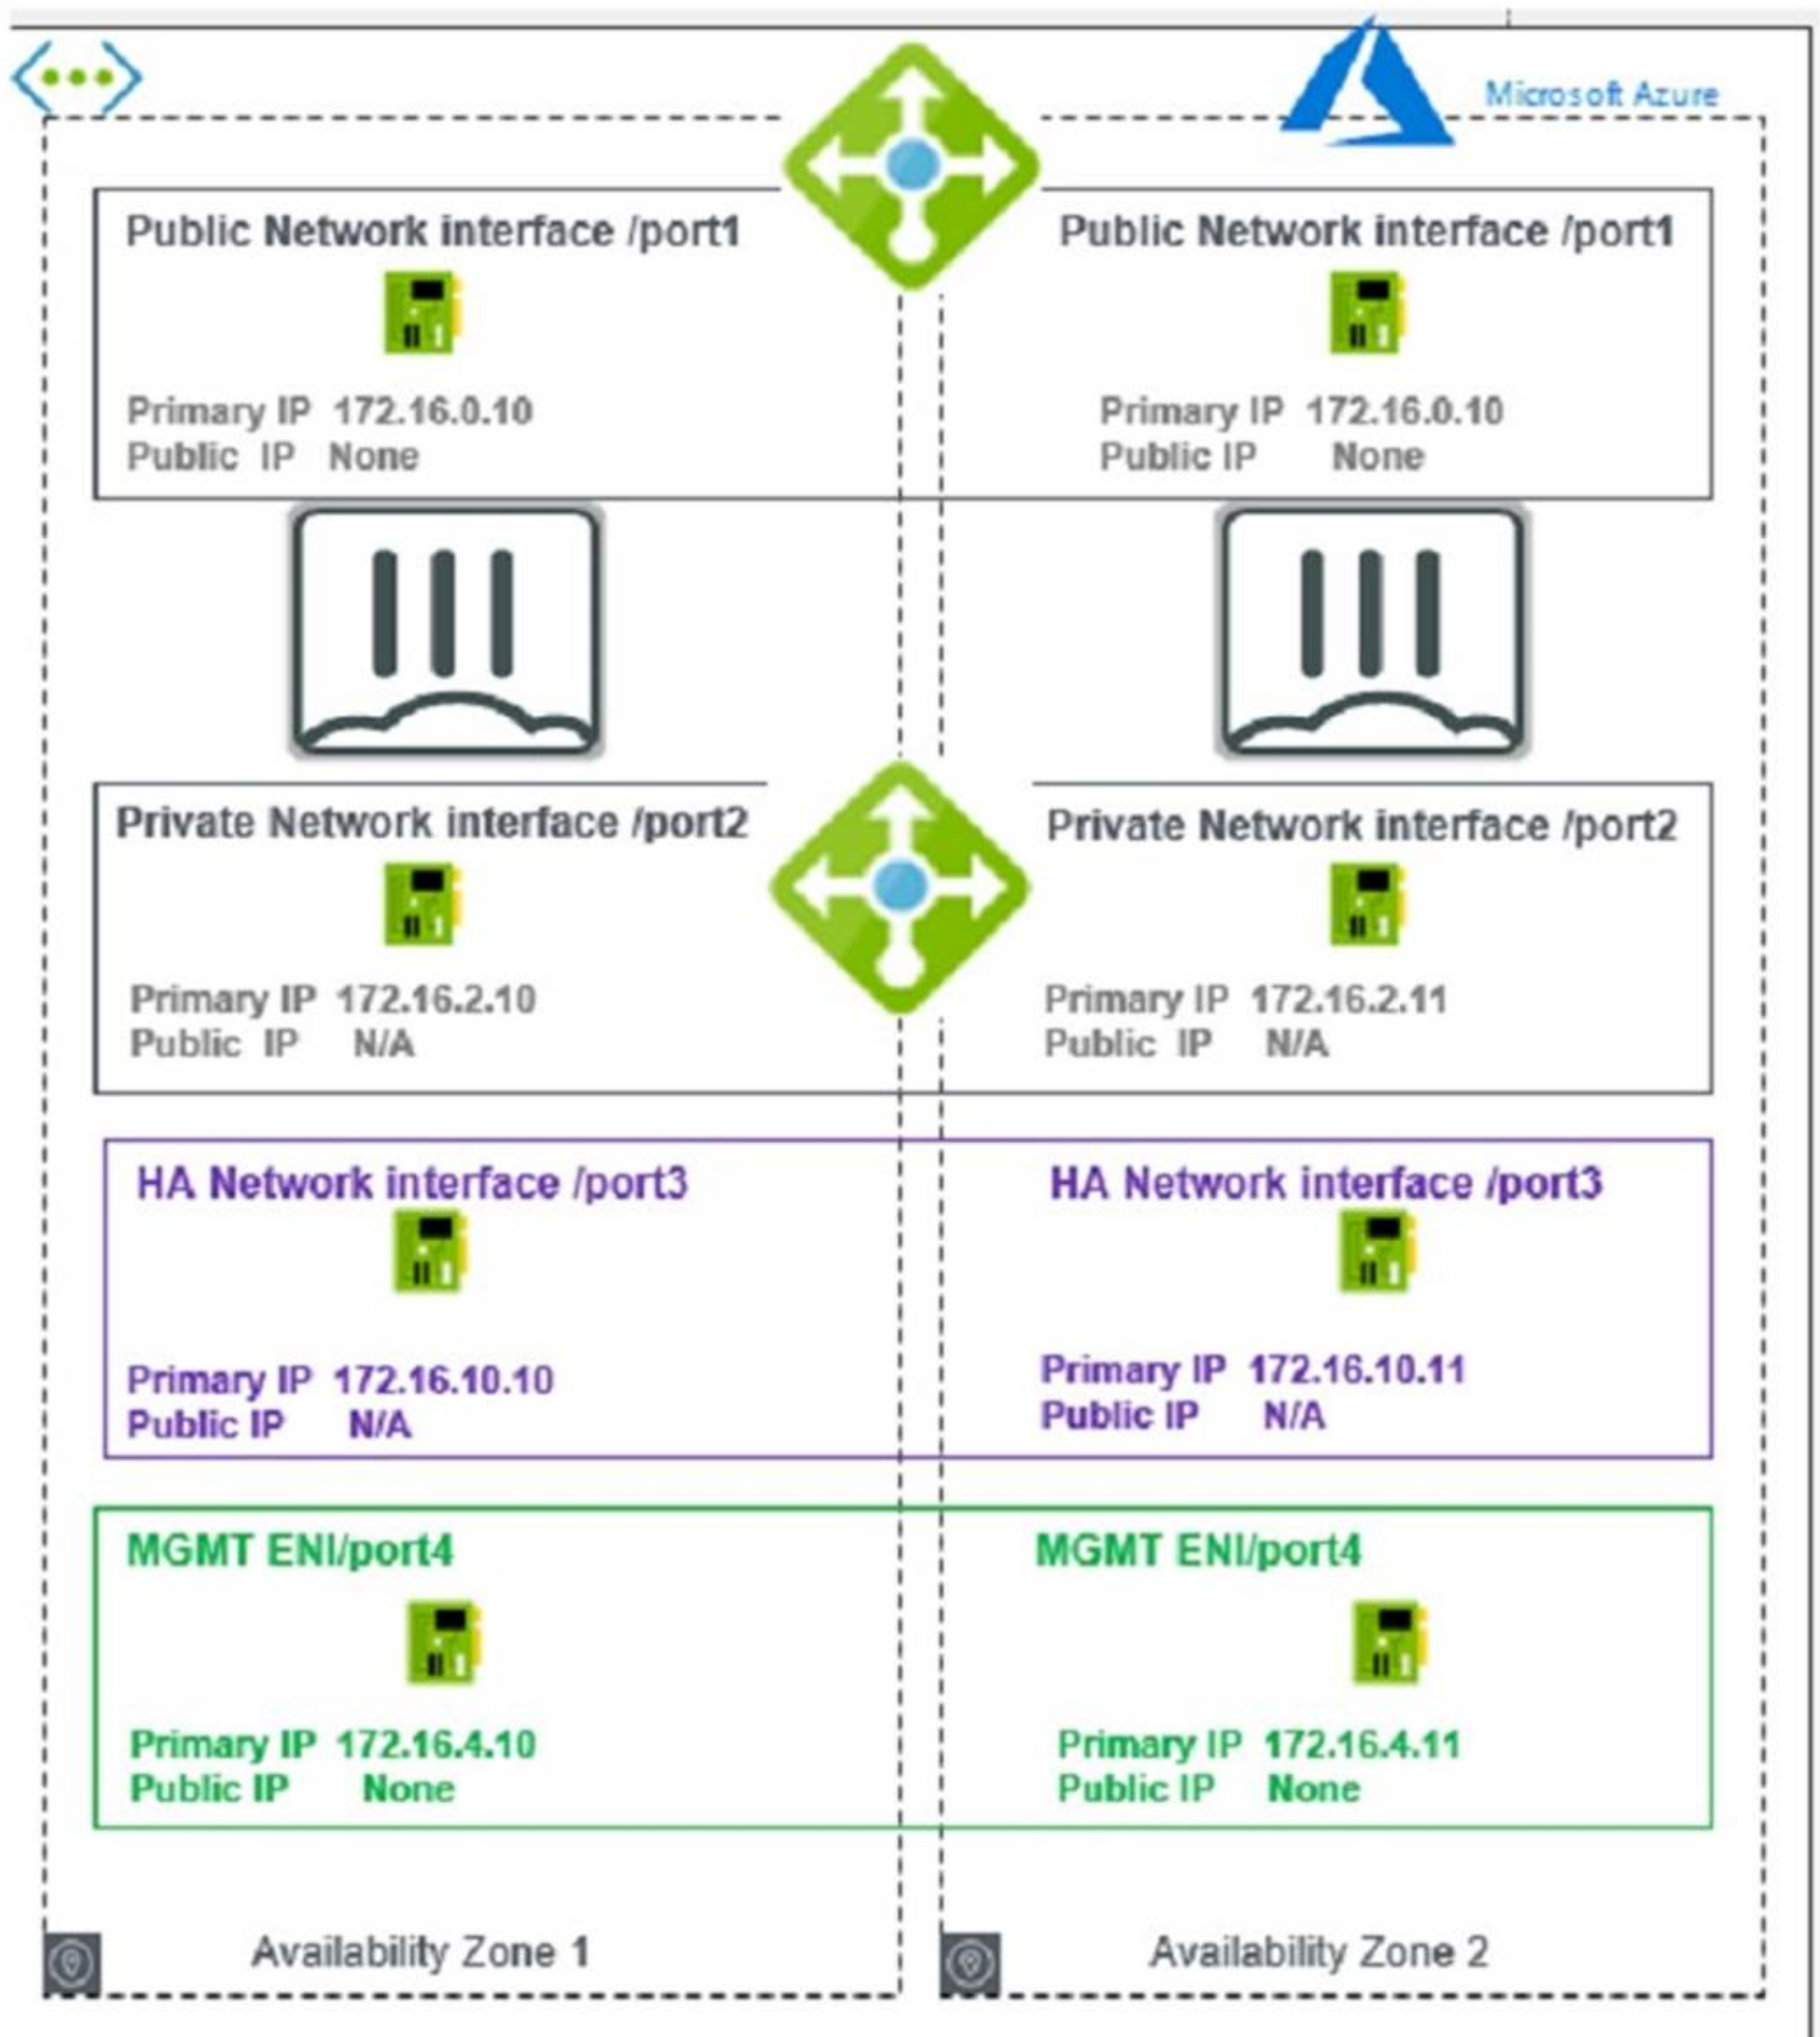 Microsoft Azure
Public Network interface /port1
Primary IP 172.16.0.10
Public IP None
Public Network interface /port1
Primary IP 172.16.0.10
Public IP None
Private Network interface /port2
Primary IP 172.16.2.10
Public IP N/A
Private Network interface /port2
Primary IP 172.16.2.11
Public IP N/A
HA Network interface /port3
Primary IP 172.16.10.10
Public IP N/A
HA Network interface /port3
Primary IP 172.16.10.11
Public IP N/A
MGMT ENI/port4
Primary IP 172.16.4.10
Public IP None
MGMT ENI/port4
Primary IP 172.16.4.11
Public IP None
Availability Zone 1
Availability Zone 2